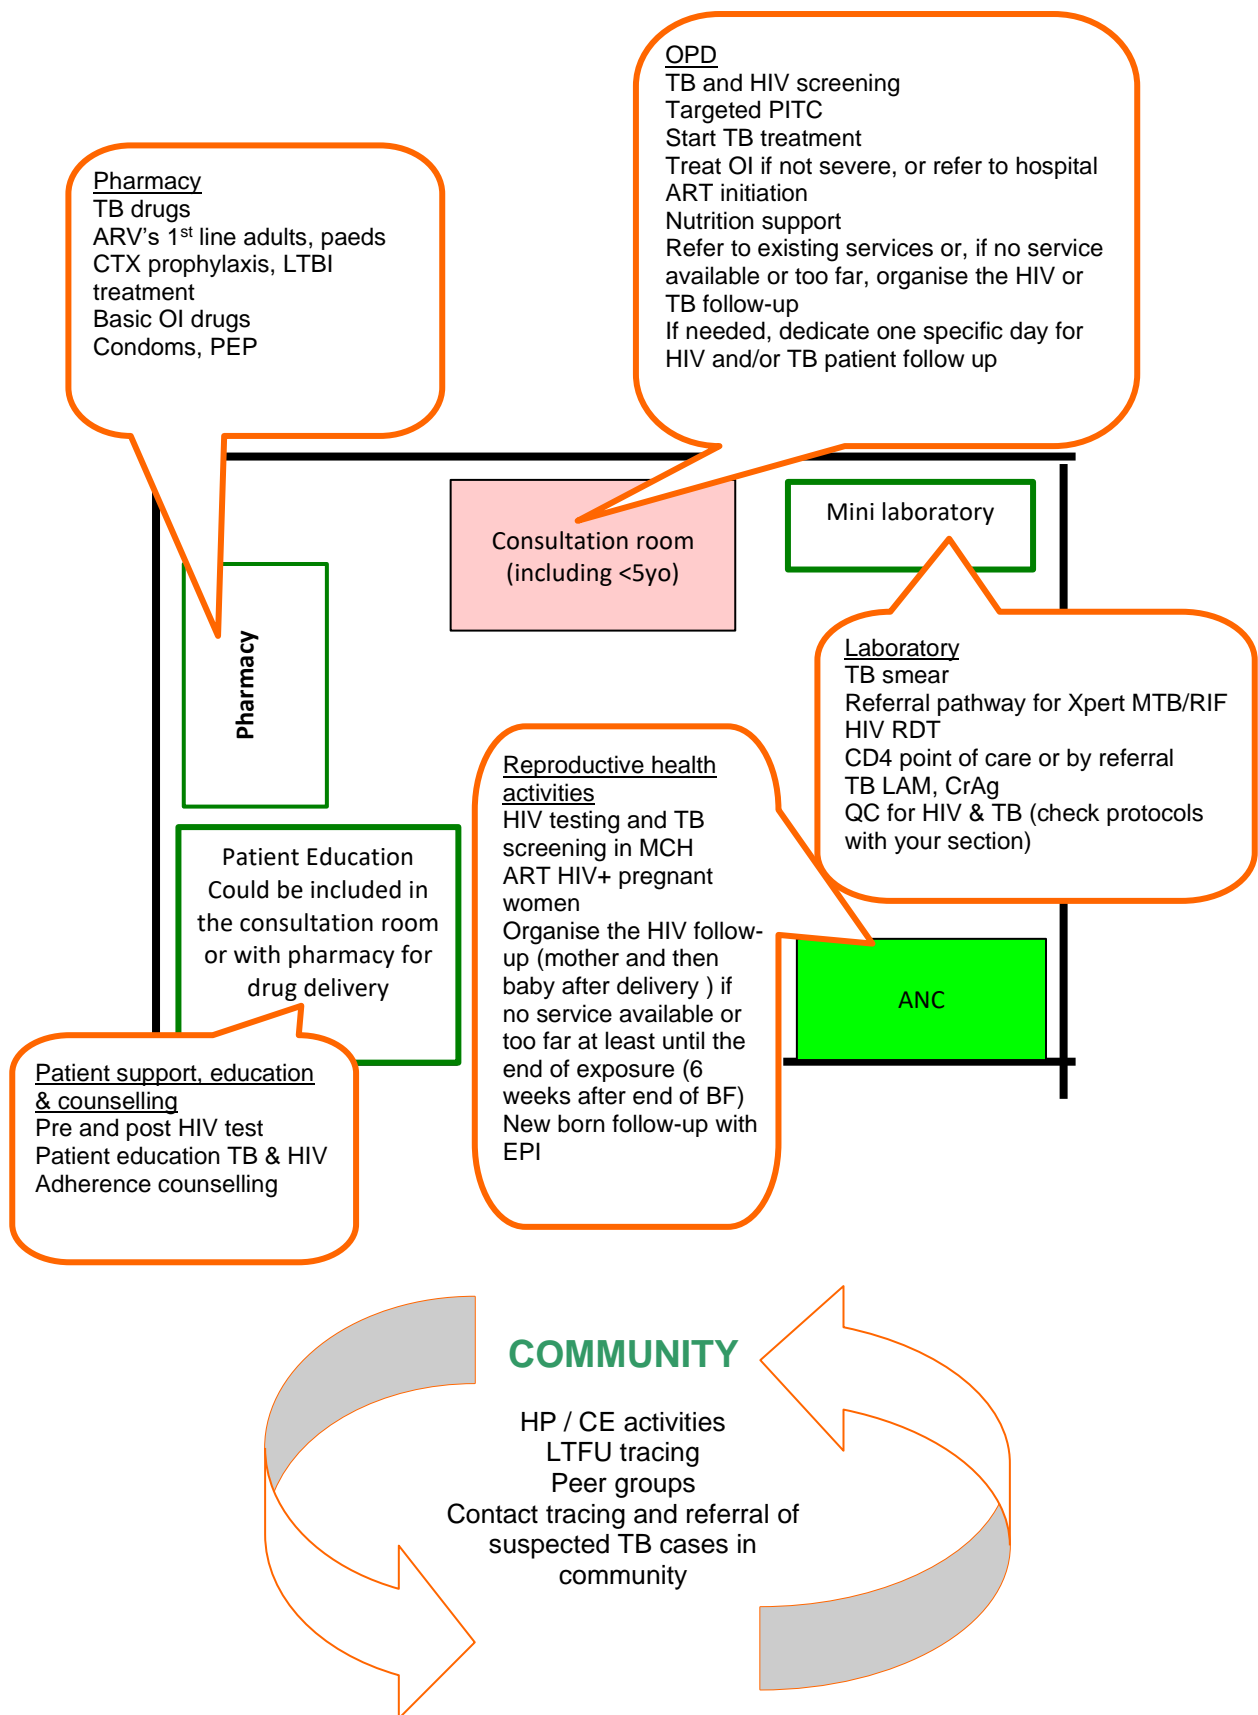 OPD
TB and HIV screening
Targeted PITC
Start TB treatment
Treat OI if not severe, or refer to hospital
ART initiation
Nutrition support
Refer to existing services or, if no service
available or too far, organise the HIV or
TB follow-up
If needed, dedicate one specific day for
HIV and/or TB patient follow up
Pharmacy
TB drugs
ARV's 1st line adults, paeds
CTX prophylaxis, LTBI
treatment
Basic OI drugs
Condoms, PEP
Consultation room
(including <5yo)
Mini laboratory
Pharmacy
Laboratory
TB smear
Referral pathway for Xpert MTB/RIF
HIV RDT
CD4 point of care or by referral
TB LAM, CrAg
QC for HIV & TB (check protocols
with your section)
Reproductive health
activities
HIV testing and TB
screening in MCH
ART HIV+ pregnant
women
Organise the HIV follow-
up (mother and then
baby after delivery ) if
no service available or
too far at least until the
end of exposure (6
weeks after end of BF)
New born follow-up with
EPI
Patient Education
Could be included in
the consultation room
or with pharmacy for
drug delivery
ANC
Patient support, education
& counselling
Pre and post HIV test
Patient education TB & HIV
Adherence counselling
COMMUNITY
HP / CE activities
LTFU tracing
Peer groups
Contact tracing and referral of
suspected TB cases in
community